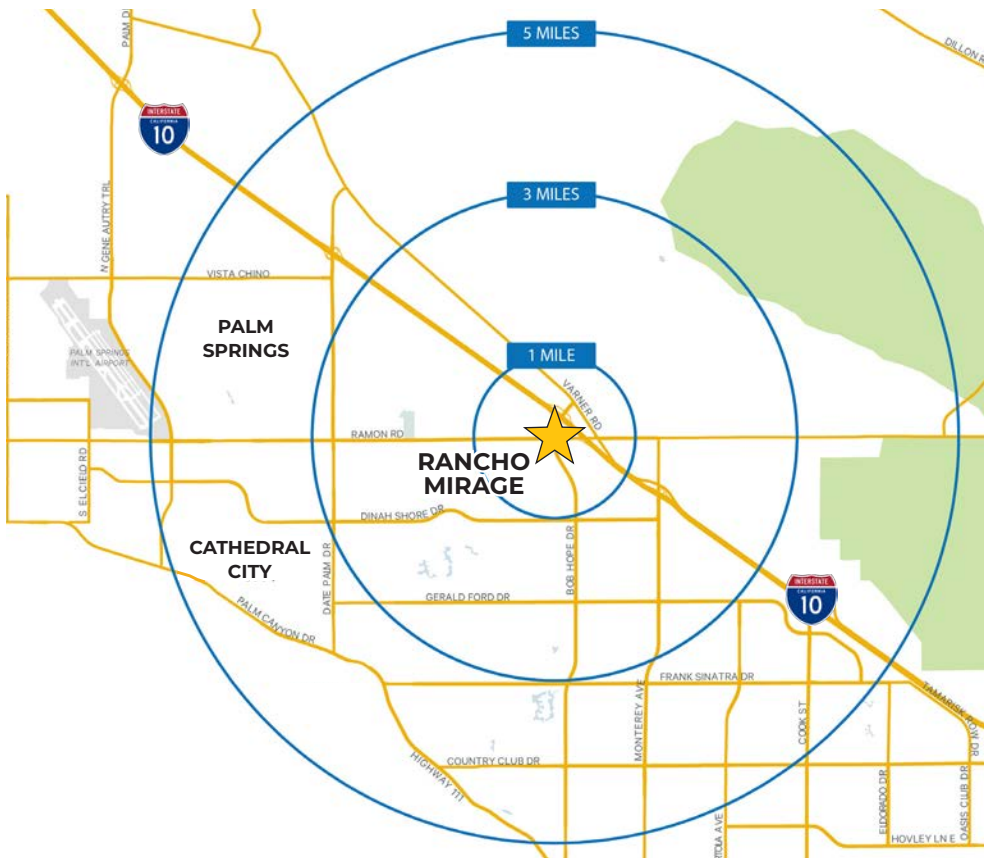 5 MILES
PALM D
DILLON R
INTERSTATE
CALIFORNIA
10
3 MILES
N GENE AUTRY TRL
VISTA CHINO
PALM
SPRINGS
PALM SPRINGS
INT'L AIRPORT
1 MILE
VARNER RD
RAMON RD
RANCHO
MIRAGE
S EL CIELO RD
DINAH SHORE DR
CATHEDRAL
CITY
DATE PALM DR
BOB HOPE DR
INTERSTATE
CALIFORNIA
10
GERALD FORD DR
PALM CANYON DR
FRANK SINATRA DR
TAMARISK ROW DR
MONTEREY AVE
COOK ST
HIGHWAY 111
COUNTRY CLUB DR
ELDORADO DR
OASIS CLUB DR
TOLA AVE
HOVLEY LN E